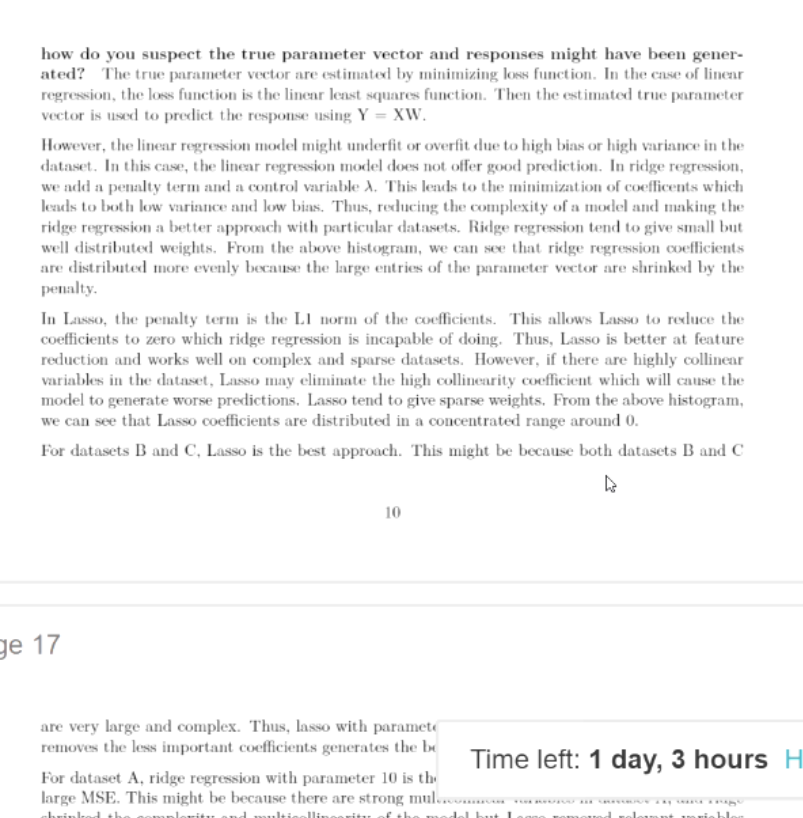 how do you suspect the true parameter vector and responses might have been gener-
ated? The true parameter vector are estimated by minimizing loss function. In the case of linear
regression, the loss function is the linear least squares function. Then the estimated true parameter
vector is used to predict the response using Y = XW.
However, the linear regression model might underfit or overfit due to high bias or high variance in the
dataset. In this case, the linear regression model does not offer good prediction. In ridge regression,
we add a penalty term and a control variable λ. This leads to the minimization of coefficents which
leads to both low variance and low bias. Thus, reducing the complexity of a model and making the
ridge regression a better approach with particular datasets. Ridge regression tend to give small but
well distributed weights. From the above histogram, we can see that ridge regression coefficients
are distributed more evenly because the large entries of the parameter vector are shrinked by the
penalty.
In Lasso, the penalty term is the L1 norm of the coefficients. This allows Lasso to reduce the
coefficients to zero which ridge regression is incapable of doing. Thus, Lasso is better at feature
reduction and works well on complex and sparse datasets. However, if there are highly collinear
variables in the dataset, Lasso may eliminate the high collinearity coefficient which will cause the
model to generate worse predictions. Lasso tend to give sparse weights. From the above histogram,
we can see that Lasso coefficients are distributed in a concentrated range around 0.
For datasets B and C, Lasso is the best approach. This might be because both datasets B and C
10
ge 17
are very large and complex. Thus, lasso with paramet
removes the less important coefficients generates the be
Time left: 1 day, 3 hours H
For dataset A, ridge regression with parameter 10 is the
large MSE. This might be because there are strong mul
shrinked the complexity and multicollinearity of the model but Lasso removed relevant variables